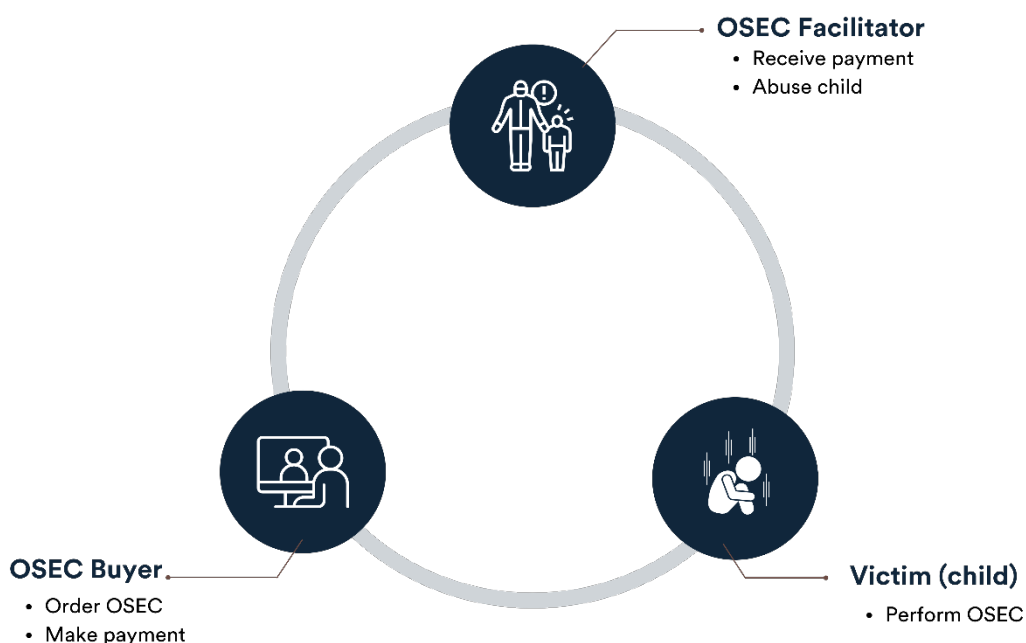 OSEC Facilitator
• Receive payment
• Abuse child
OSEC Buyer
• Order OSEC
• Make payment
Victim (child)
• Perform OSEC